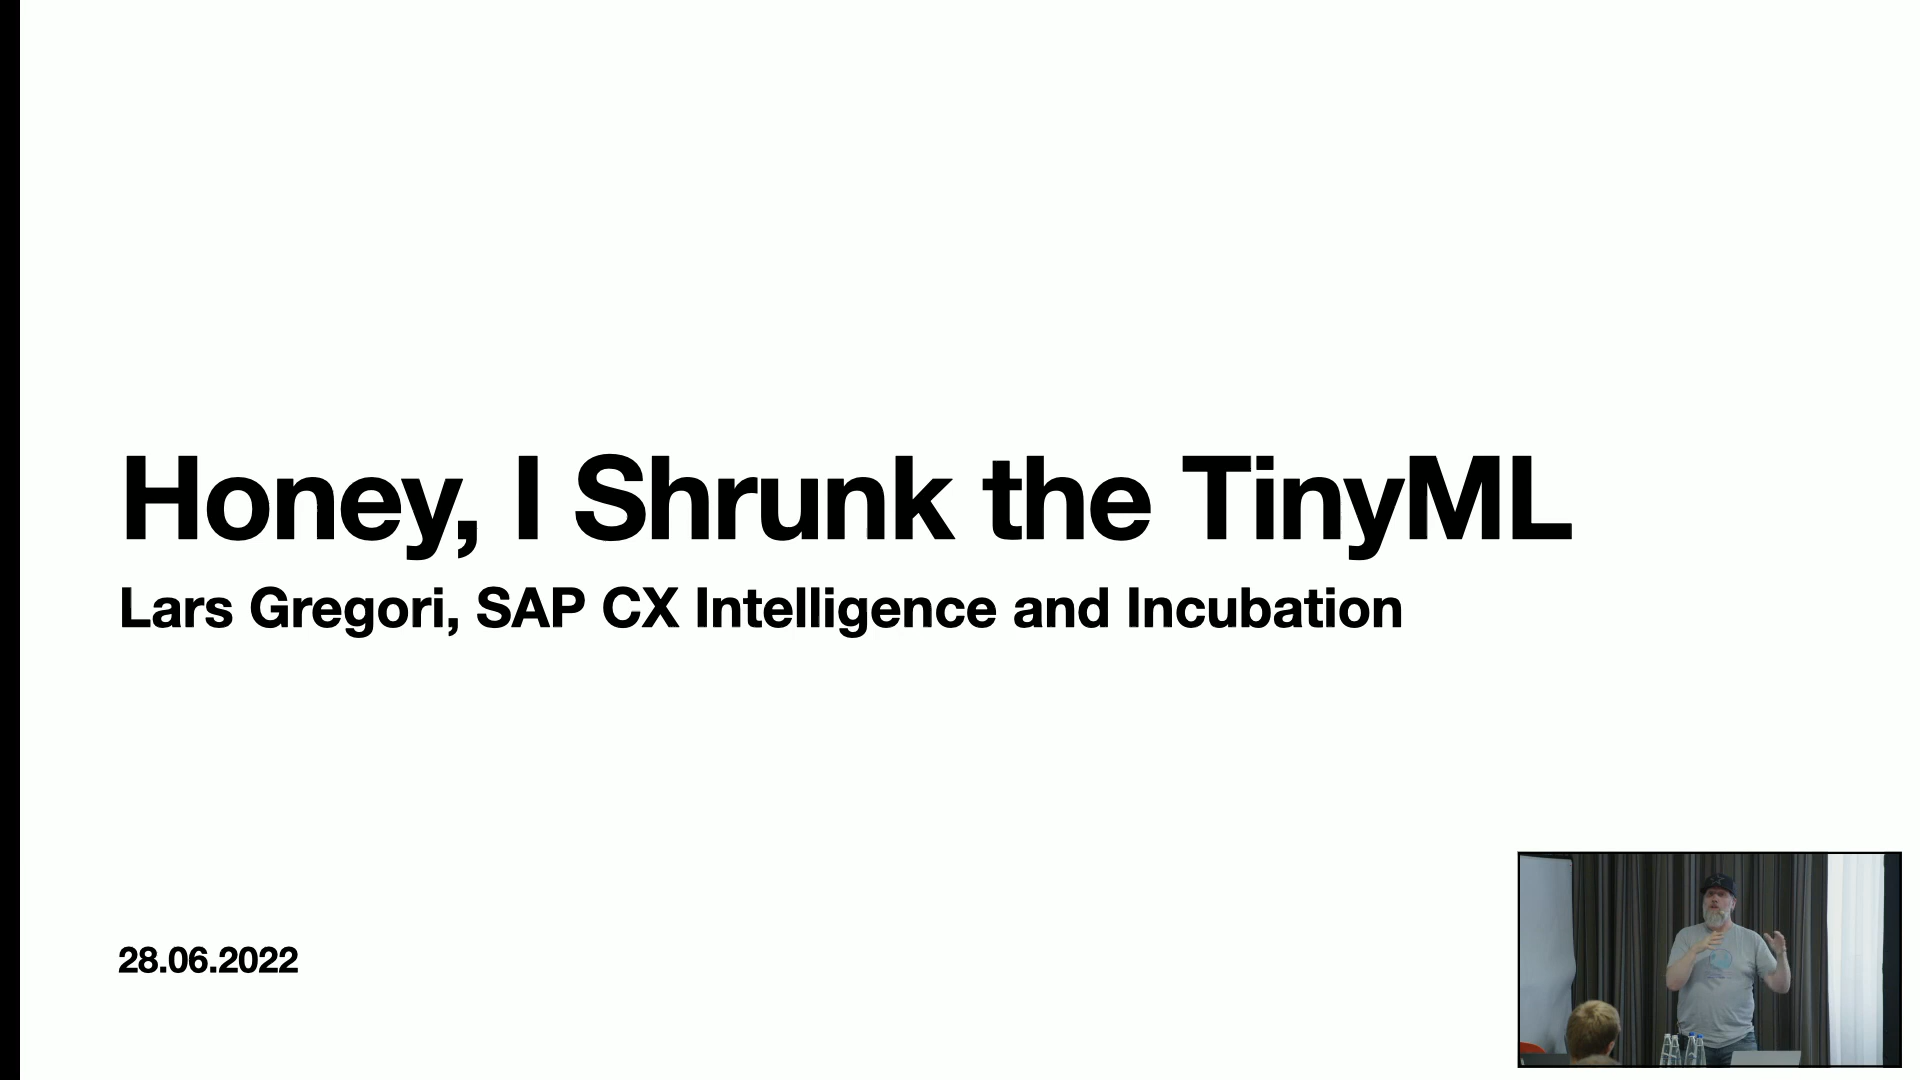 Honey, I Shrunk the TinyML
Lars Gregori, SAP CX Intelligence and Incubation
28.06.2022